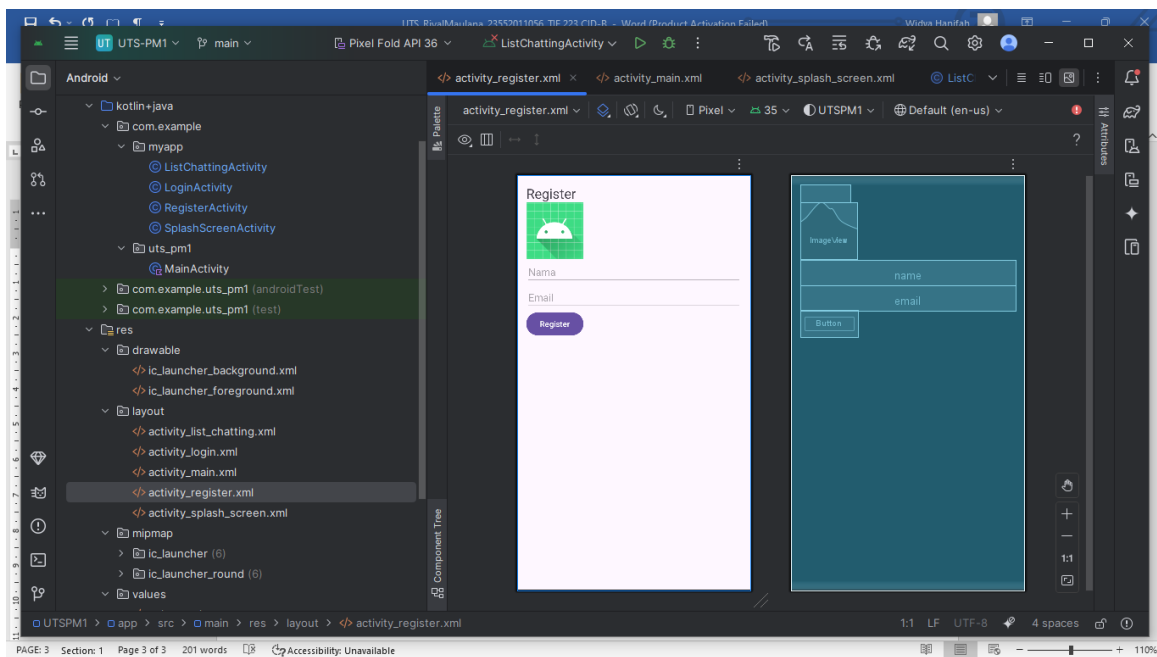 UTS_RivalMaulana_23552011056_TIF 223 CID-B - Word (Product Activation Failed)
Widya Hanifah
UT UTS-PM1 main Pixel Fold API 36 ListChattingActivity
Android
activity_register.xml activity_main.xml activity_splash_screen.xml ListC
activity_register.xml Pixel 35 UTSPM1 Default (en-us)
Palette
Attributes
Component Tree
kotlin+java
com.example
myapp
ListChattingActivity
LoginActivity
RegisterActivity
SplashScreenActivity
uts_pm1
MainActivity
com.example.uts_pm1 (androidTest)
com.example.uts_pm1 (test)
res
drawable
ic_launcher_background.xml
ic_launcher_foreground.xml
layout
activity_list_chatting.xml
activity_login.xml
activity_main.xml
activity_register.xml
activity_splash_screen.xml
mipmap
ic_launcher (6)
ic_launcher_round (6)
values
Register
Nama
Email
Register
ImageView
name
email
Button
1:1
UTSPM1 > app > src > main > res > layout > activity_register.xml
1:1 LF UTF-8 4 spaces
PAGE: 3 Section: 1 Page 3 of 3 201 words Accessibility: Unavailable 110%